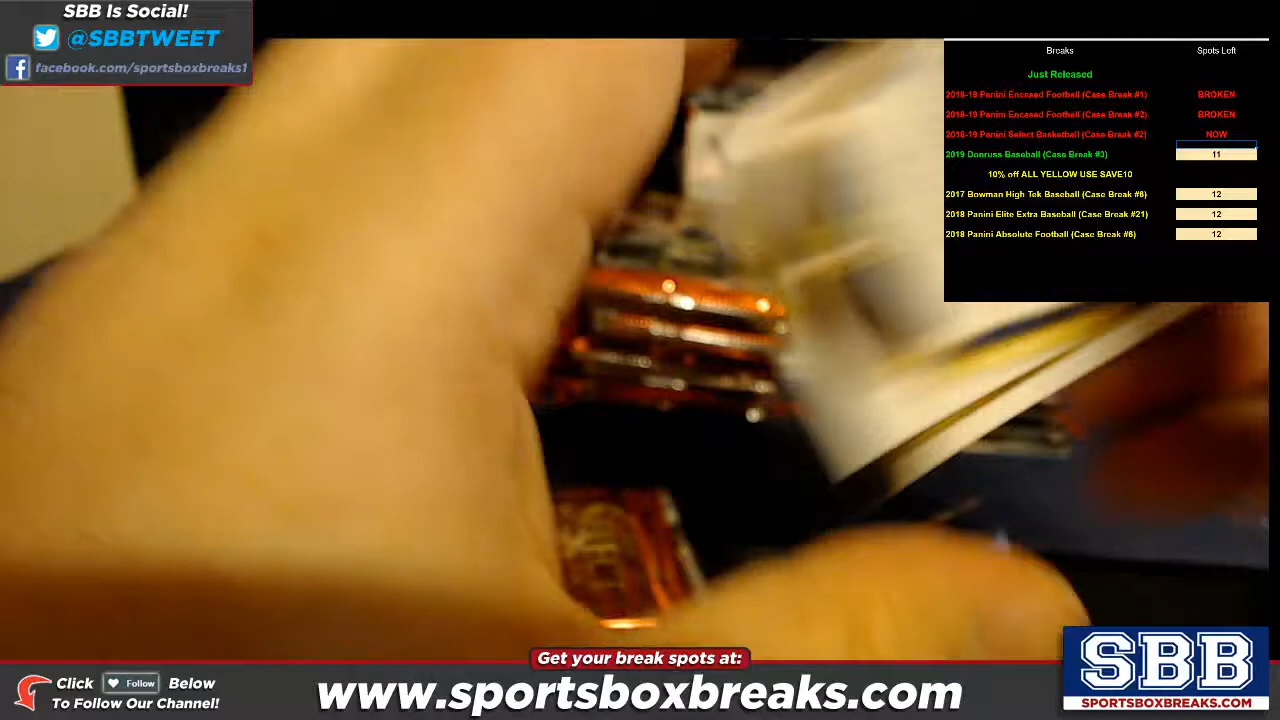 SBB Is Social!
@SBBTWEET
facebook.com/sportsboxbreaks1
Breaks Spots Left
Just Released
2018-19 Panini Encased Football (Case Break #1) BROKEN
2018-19 Panini Encased Football (Case Break #2) BROKEN
2018-19 Panini Select Basketball (Case Break #2) NOW
2019 Donruss Baseball (Case Break #3) 11
10% off ALL YELLOW USE SAVE10
2017 Bowman High Tek Baseball (Case Break #6) 12
2018 Panini Elite Extra Baseball (Case Break #21) 12
2018 Panini Absolute Football (Case Break #6) 12
SELECT
Get your break spots at:
Click Follow Below
To Follow Our Channel!
www.sportsboxbreaks.com
SBB
SPORTSBOXBREAKS.COM